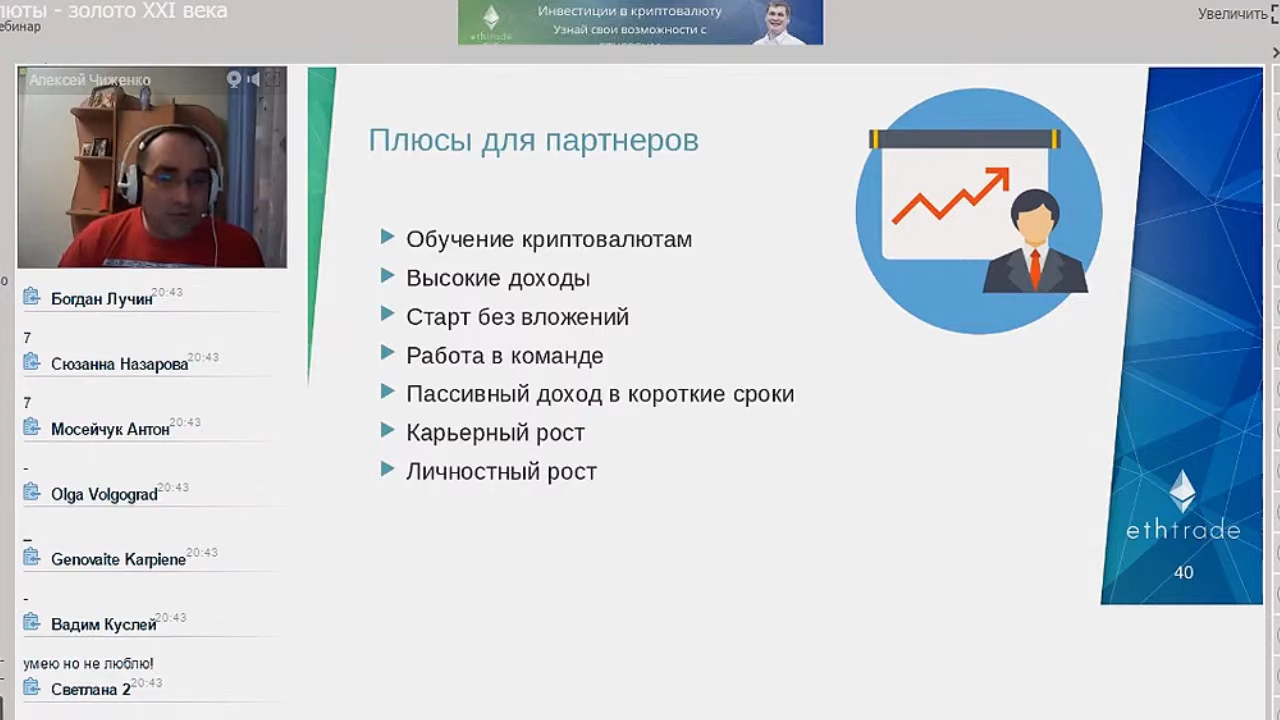 люты - золото XXI века
ебинар
Инвестиции в криптовалюту
Узнай свои возможности с
ethtrade
Увеличить
Алексей Чиженко
Плюсы для партнеров
Обучение криптовалютам
Высокие доходы
Старт без вложений
Работа в команде
Пассивный доход в короткие сроки
Карьерный рост
Личностный рост
ethtrade
40
Богдан Лучин 20:43
7
Сюзанна Назарова 20:43
7
Мосейчук Антон 20:43
-
Olga Volgograd 20:43
_
Genovaite Karpiene 20:43
-
Вадим Куслей 20:43
умею но не люблю!
Светлана 2 20:43